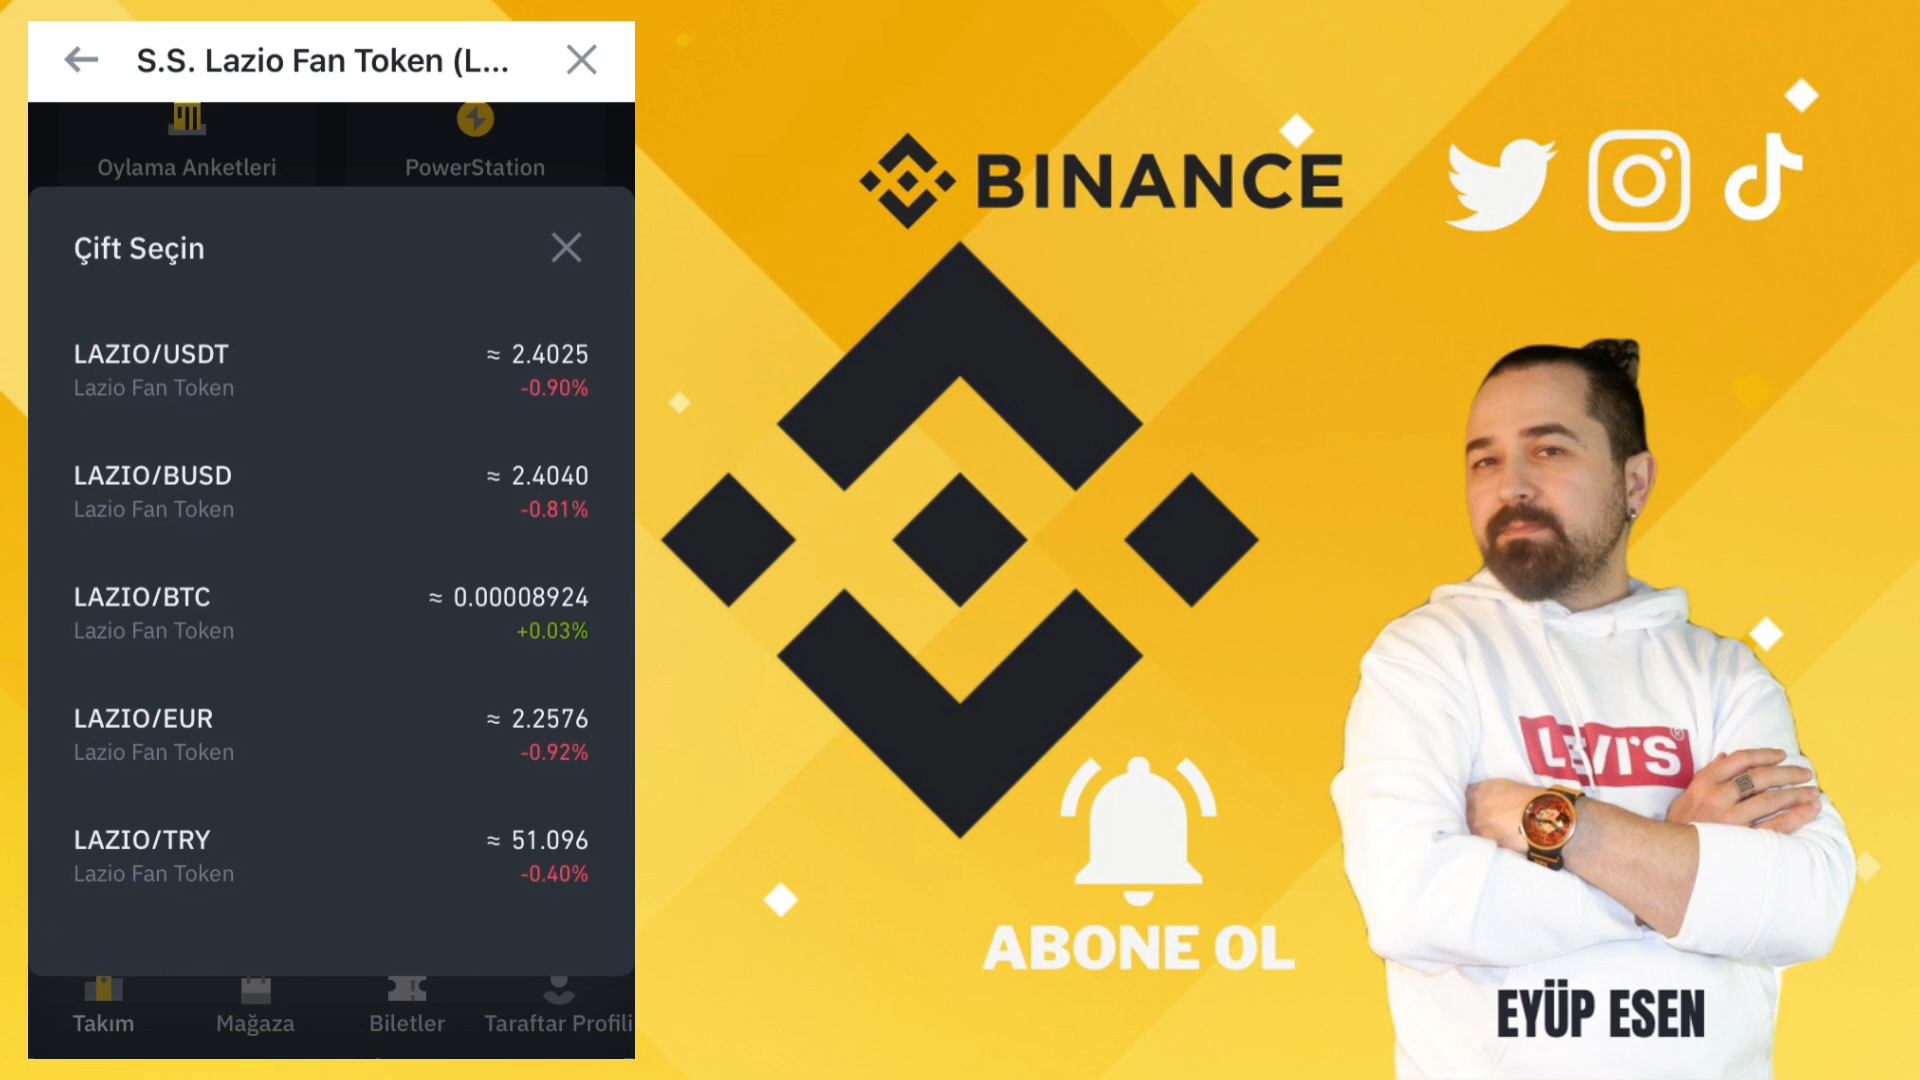 S.S. Lazio Fan Token (L...
Oylama Anketleri
PowerStation
Çift Seçin
LAZIO/USDT ≈ 2.4025
Lazio Fan Token -0.90%
LAZIO/BUSD ≈ 2.4040
Lazio Fan Token -0.81%
LAZIO/BTC ≈ 0.00008924
Lazio Fan Token +0.03%
LAZIO/EUR ≈ 2.2576
Lazio Fan Token -0.92%
LAZIO/TRY ≈ 51.096
Lazio Fan Token -0.40%
Takım
Mağaza
Biletler
Taraftar Profili
BINANCE
LEVI'S®
ABONE OL
EYÜP ESEN